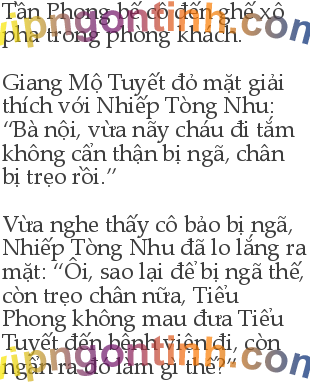 Tần Phong bế cô đến ghế xô
pha trong phòng khách.
Giang Mộ Tuyết đỏ mặt giải
thích với Nhiếp Tòng Nhu:
“Bà nội, vừa nãy cháu đi tắm
không cẩn thận bị ngã, chân
bị trẹo rồi.”
Vừa nghe thấy cô bảo bị ngã,
Nhiếp Tòng Nhu đã lo lắng ra
mặt: “Ôi, sao lại để bị ngã thế,
còn trẹo chân nữa, Tiểu
Phong không mau đưa Tiểu
Tuyết đến bệnh viện đi, còn
ngẩn ra đó làm gì thế?”
vipngontinh.com
vipngontinh.com